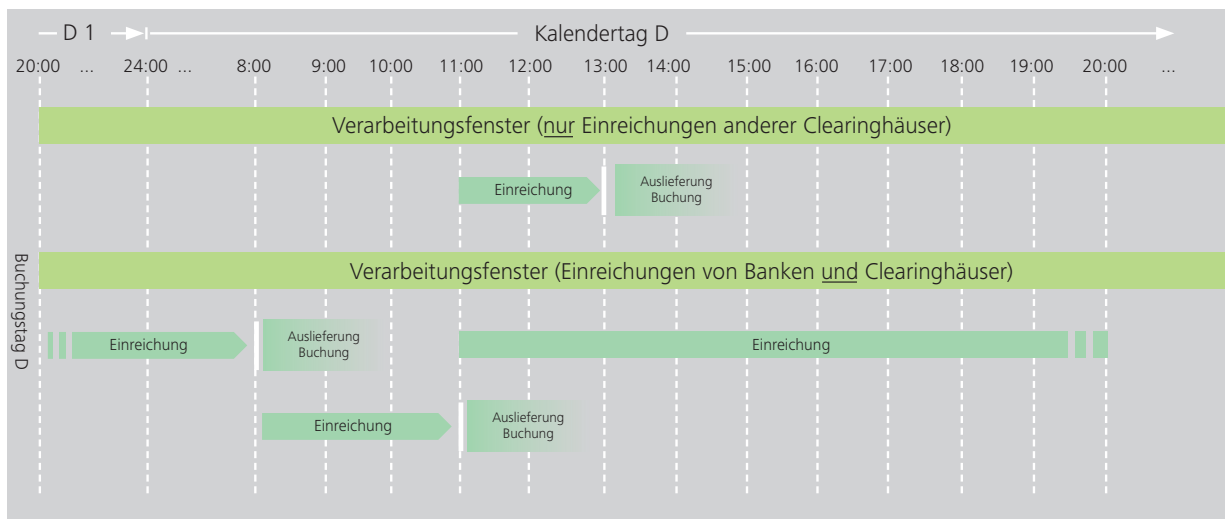 D 1
Kalendertag D
20:00 ... 24:00 ... 8:00 9:00 10:00 11:00 12:00 13:00 14:00 15:00 16:00 17:00 18:00 19:00 20:00 ...
Verarbeitungsfenster (nur Einreichungen anderer Clearinghäuser)
Einreichung
Auslieferung
Buchung
Buchungstag D
Verarbeitungsfenster (Einreichungen von Banken und Clearinghäuser)
Einreichung
Auslieferung
Buchung
Einreichung
Einreichung
Auslieferung
Buchung